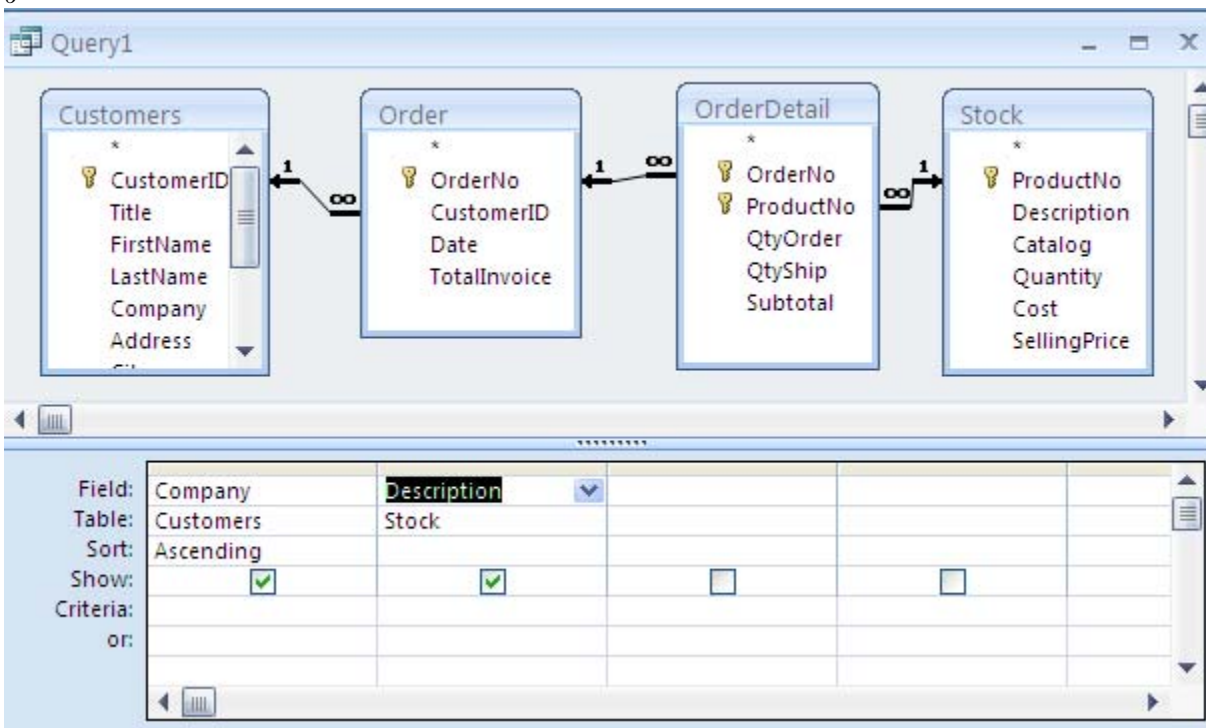 Query1
Customers
*
CustomerID
Title
FirstName
LastName
Company
Address
1
∞
Order
*
OrderNo
CustomerID
Date
TotalInvoice
1
∞
OrderDetail
*
OrderNo
ProductNo
QtyOrder
QtyShip
Subtotal
∞
1
Stock
*
ProductNo
Description
Catalog
Quantity
Cost
SellingPrice
Field: Company Description
Table: Customers Stock
Sort: Ascending
Show:
Criteria:
or: